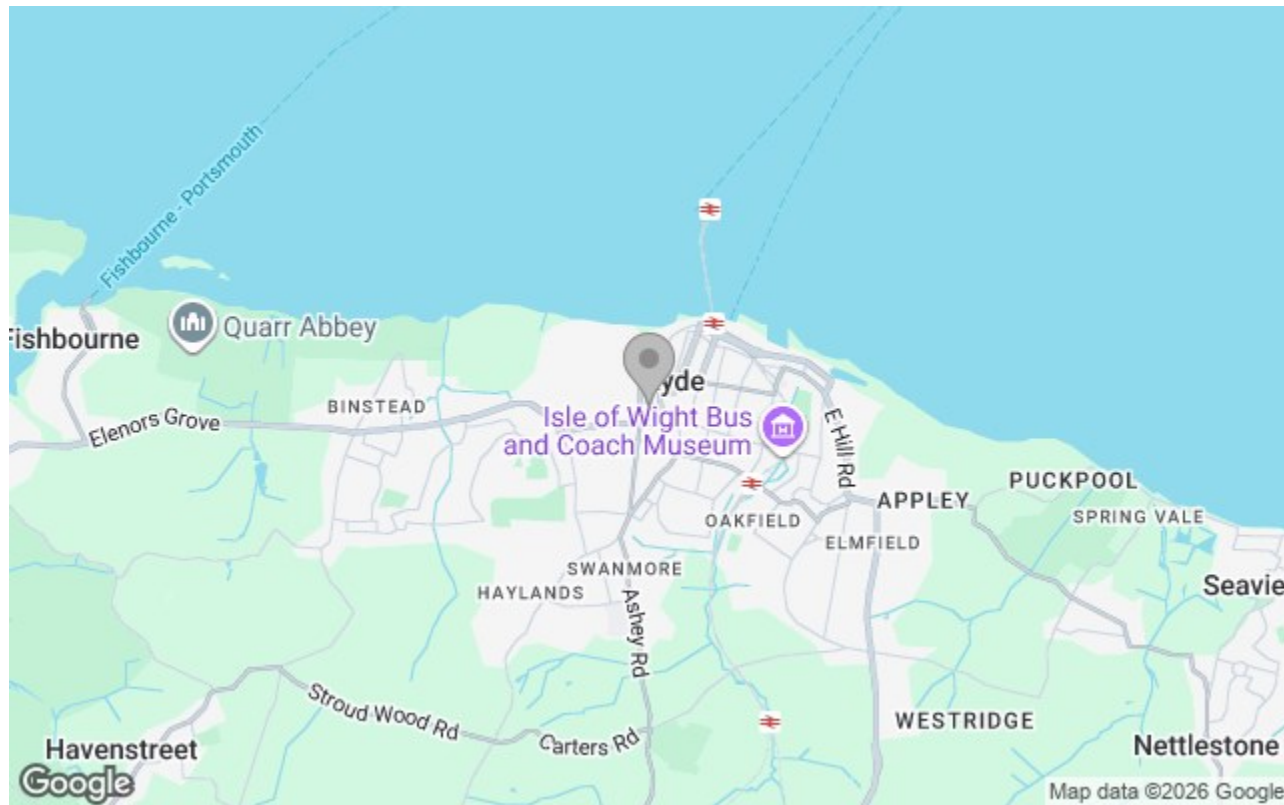 Fishbourne - Portsmouth
Fishbourne
Quarr Abbey
yde
BINSTEAD
Elenors Grove
Isle of Wight Bus
and Coach Museum
E Hill Rd
PUCKPOOL
APPLEY
SPRING VALE
OAKFIELD
ELMFIELD
SWANMORE
HAYLANDS
Seavie
Ashey Rd
Stroud Wood Rd
WESTRIDGE
Carters Rd
Havenstreet
Nettlestone
Google
Map data ©2026 Google